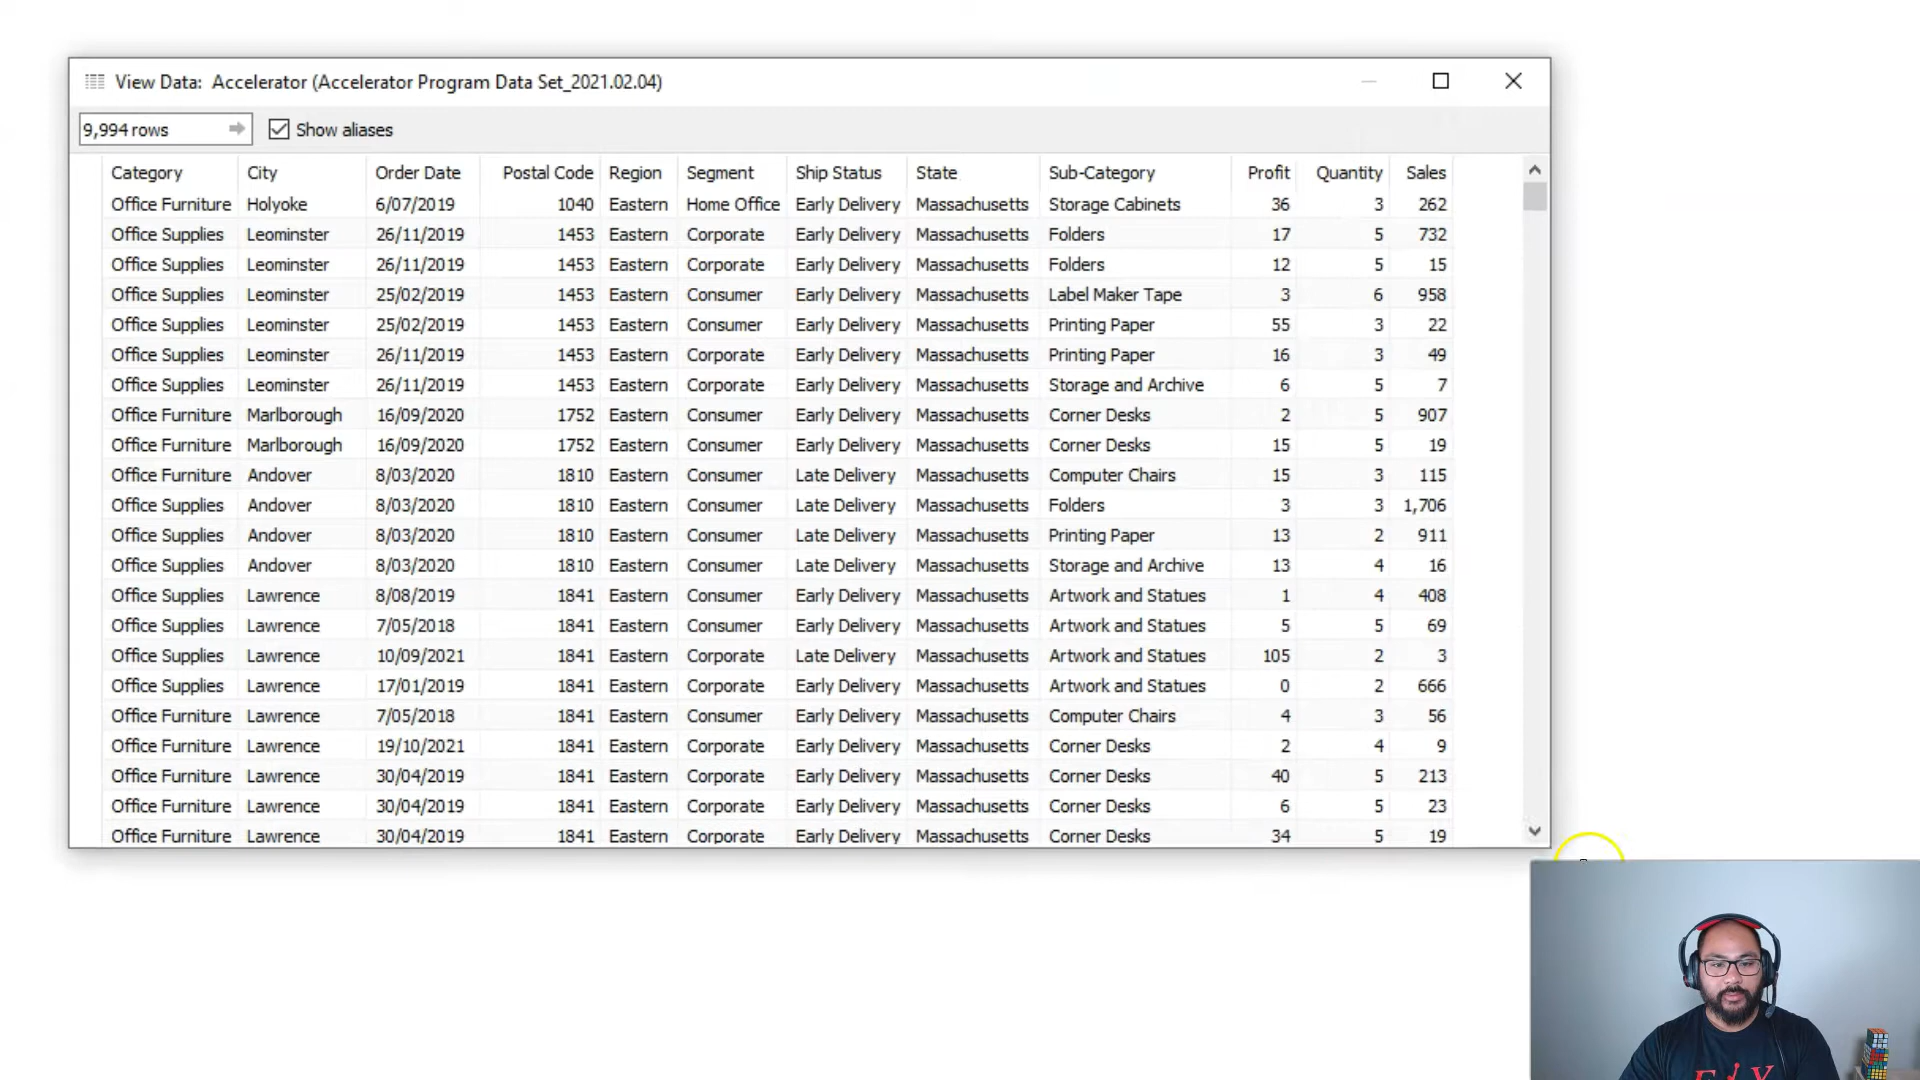 View Data: Accelerator (Accelerator Program Data Set_2021.02.04)
9,994 rows Show aliases
Category City Order Date Postal Code Region Segment Ship Status State Sub-Category Profit Quantity Sales
Office Furniture Holyoke 6/07/2019 1040 Eastern Home Office Early Delivery Massachusetts Storage Cabinets 36 3 262
Office Supplies Leominster 26/11/2019 1453 Eastern Corporate Early Delivery Massachusetts Folders 17 5 732
Office Supplies Leominster 26/11/2019 1453 Eastern Corporate Early Delivery Massachusetts Folders 12 5 15
Office Supplies Leominster 25/02/2019 1453 Eastern Consumer Early Delivery Massachusetts Label Maker Tape 3 6 958
Office Supplies Leominster 25/02/2019 1453 Eastern Consumer Early Delivery Massachusetts Printing Paper 55 3 22
Office Supplies Leominster 26/11/2019 1453 Eastern Corporate Early Delivery Massachusetts Printing Paper 16 3 49
Office Supplies Leominster 26/11/2019 1453 Eastern Corporate Early Delivery Massachusetts Storage and Archive 6 5 7
Office Furniture Marlborough 16/09/2020 1752 Eastern Consumer Early Delivery Massachusetts Corner Desks 2 5 907
Office Furniture Marlborough 16/09/2020 1752 Eastern Consumer Early Delivery Massachusetts Corner Desks 15 5 19
Office Furniture Andover 8/03/2020 1810 Eastern Consumer Late Delivery Massachusetts Computer Chairs 15 3 115
Office Supplies Andover 8/03/2020 1810 Eastern Consumer Late Delivery Massachusetts Folders 3 3 1,706
Office Supplies Andover 8/03/2020 1810 Eastern Consumer Late Delivery Massachusetts Printing Paper 13 2 911
Office Supplies Andover 8/03/2020 1810 Eastern Consumer Late Delivery Massachusetts Storage and Archive 13 4 16
Office Supplies Lawrence 8/08/2019 1841 Eastern Consumer Early Delivery Massachusetts Artwork and Statues 1 4 408
Office Supplies Lawrence 7/05/2018 1841 Eastern Consumer Early Delivery Massachusetts Artwork and Statues 5 5 69
Office Supplies Lawrence 10/09/2021 1841 Eastern Corporate Late Delivery Massachusetts Artwork and Statues 105 2 3
Office Supplies Lawrence 17/01/2019 1841 Eastern Corporate Early Delivery Massachusetts Artwork and Statues 0 2 666
Office Furniture Lawrence 7/05/2018 1841 Eastern Consumer Early Delivery Massachusetts Computer Chairs 4 3 56
Office Furniture Lawrence 19/10/2021 1841 Eastern Corporate Early Delivery Massachusetts Corner Desks 2 4 9
Office Furniture Lawrence 30/04/2019 1841 Eastern Corporate Early Delivery Massachusetts Corner Desks 40 5 213
Office Furniture Lawrence 30/04/2019 1841 Eastern Corporate Early Delivery Massachusetts Corner Desks 6 5 23
Office Furniture Lawrence 30/04/2019 1841 Eastern Corporate Early Delivery Massachusetts Corner Desks 34 5 19